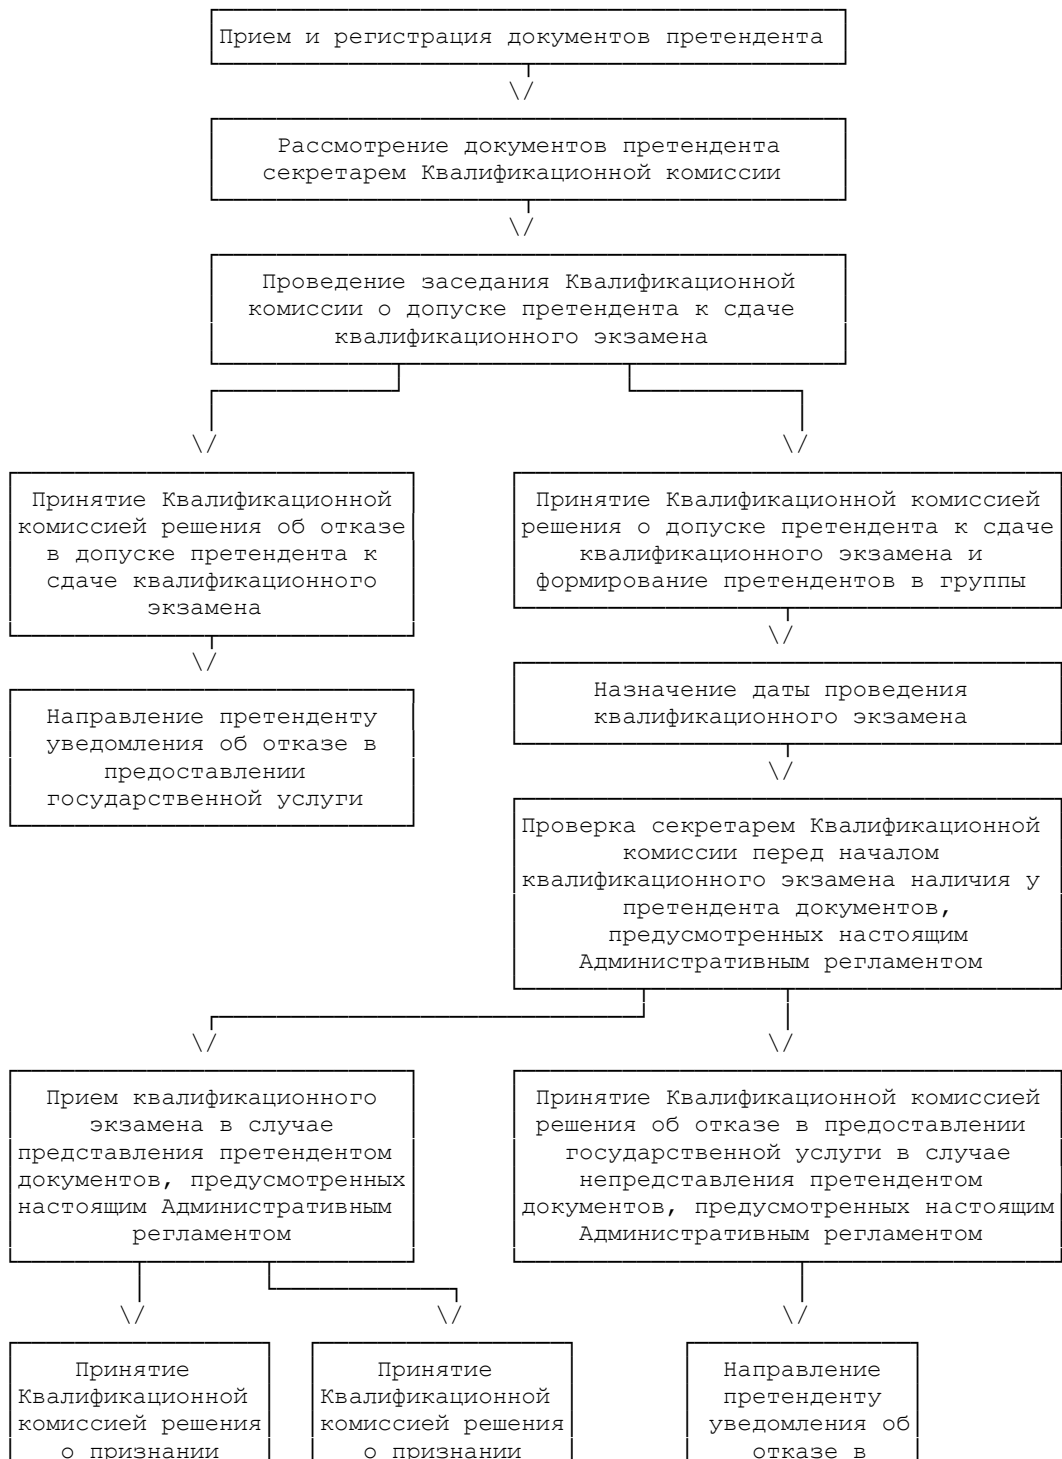 Прием и регистрация документов претендента
Рассмотрение документов претендента
секретарем Квалификационной комиссии
Проведение заседания Квалификационной
комиссии о допуске претендента к сдаче
квалификационного экзамена
Принятие Квалификационной
комиссией решения об отказе
в допуске претендента к
сдаче квалификационного
экзамена
Принятие Квалификационной комиссией
решения о допуске претендента к сдаче
квалификационного экзамена и
формирование претендентов в группы
Направление претенденту
уведомления об отказе в
предоставлении
государственной услуги
Назначение даты проведения
квалификационного экзамена
Проверка секретарем Квалификационной
комиссии перед началом
квалификационного экзамена наличия у
претендента документов,
предусмотренных настоящим
Административным регламентом
Прием квалификационного
экзамена в случае
представления претендентом
документов, предусмотренных
настоящим Административным
регламентом
Принятие Квалификационной комиссией
решения об отказе в предоставлении
государственной услуги в случае
непредставления претендентом
документов, предусмотренных настоящим
Административным регламентом
Принятие
Квалификационной
комиссией решения
о признании
Принятие
Квалификационной
комиссией решения
о признании
Направление
претенденту
уведомления об
отказе в